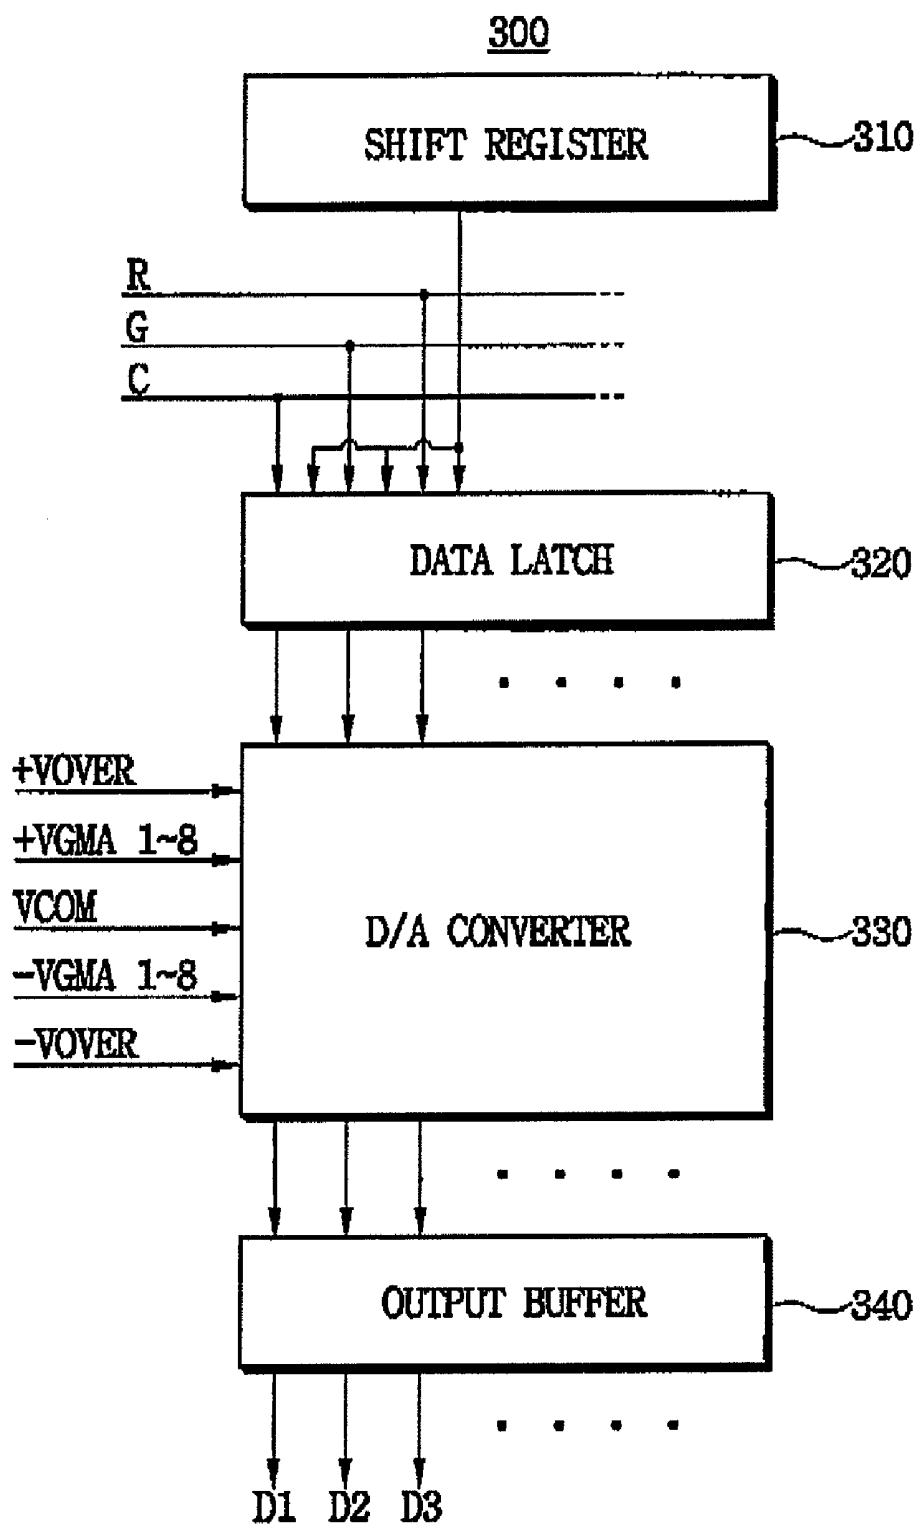 300
SHIFT REGISTER
310
R
G
C
DATA LATCH
320
+VOVER
+VGMA 1~8
VCOM
D/A CONVERTER
330
-VGMA 1~8
-VOVER
OUTPUT BUFFER
340
D1 D2 D3